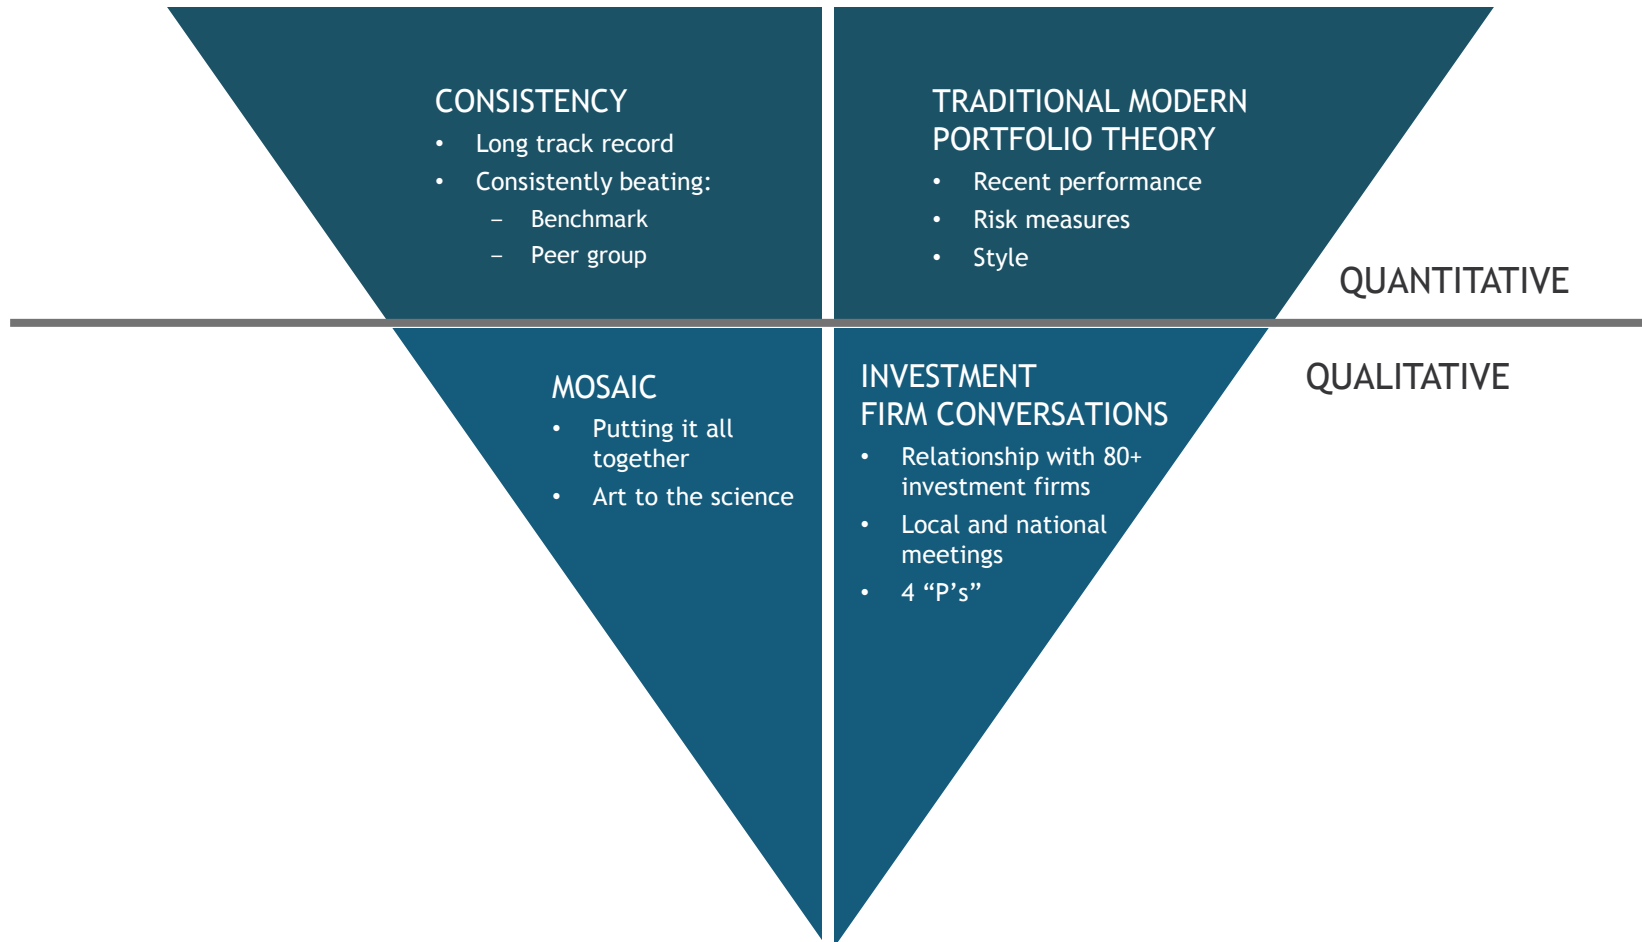 CONSISTENCY
• Long track record
• Consistently beating:
– Benchmark
– Peer group
TRADITIONAL MODERN
PORTFOLIO THEORY
• Recent performance
• Risk measures
• Style
QUANTITATIVE
QUALITATIVE
MOSAIC
• Putting it all
together
• Art to the science
INVESTMENT
FIRM CONVERSATIONS
• Relationship with 80+
investment firms
• Local and national
meetings
• 4 “P’s”